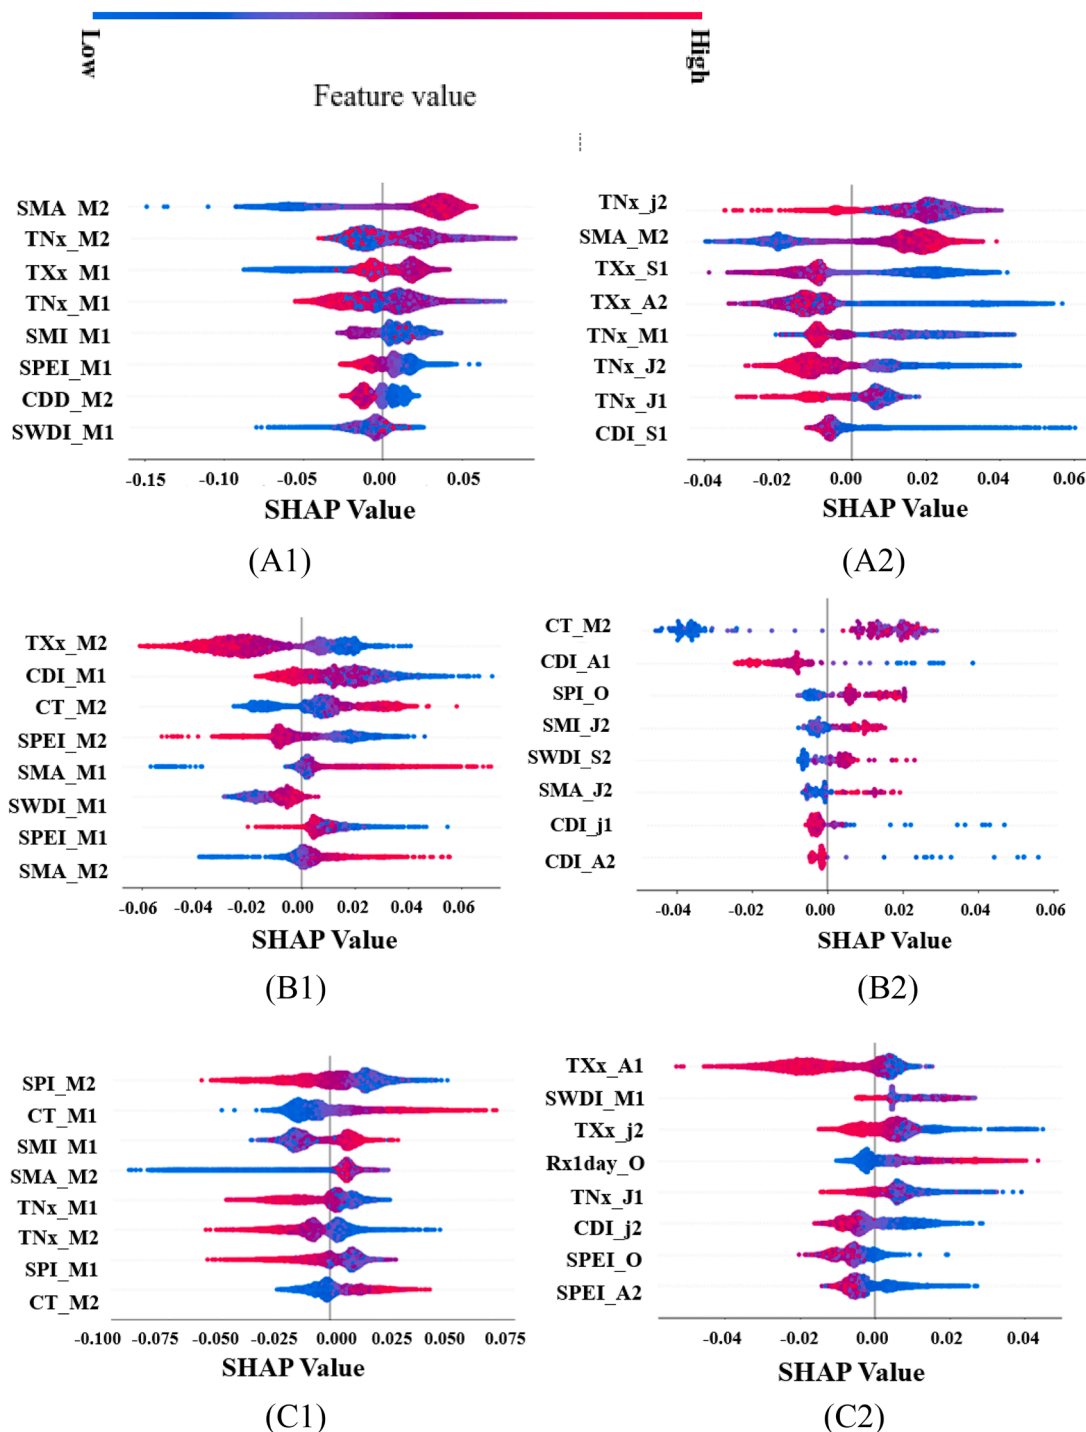 Low
High
Feature value
SMA_M2
TNx_M2
TXx_M1
TNx_M1
SMI_M1
SPEI_M1
CDD_M2
SWDI_M1
-0.15 -0.10 -0.05 0.00 0.05
SHAP Value
(A1)
TNx_j2
SMA_M2
TXx_S1
TXx_A2
TNx_M1
TNx_J2
TNx_J1
CDI_S1
-0.04 -0.02 0.00 0.02 0.04 0.06
SHAP Value
(A2)
TXx_M2
CDI_M1
CT_M2
SPEI_M2
SMA_M1
SWDI_M1
SPEI_M1
SMA_M2
-0.06 -0.04 -0.02 0.00 0.02 0.04 0.06
SHAP Value
(B1)
CT_M2
CDI_A1
SPI_O
SMI_J2
SWDI_S2
SMA_J2
CDI_j1
CDI_A2
-0.04 -0.02 0.00 0.02 0.04 0.06
SHAP Value
(B2)
SPI_M2
CT_M1
SMI_M1
SMA_M2
TNx_M1
TNx_M2
SPI_M1
CT_M2
-0.100 -0.075 -0.050 -0.025 0.000 0.025 0.050 0.075
SHAP Value
(C1)
TXx_A1
SWDI_M1
TXx_j2
Rx1day_O
TNx_J1
CDI_j2
SPEI_O
SPEI_A2
-0.04 -0.02 0.00 0.02 0.04
SHAP Value
(C2)